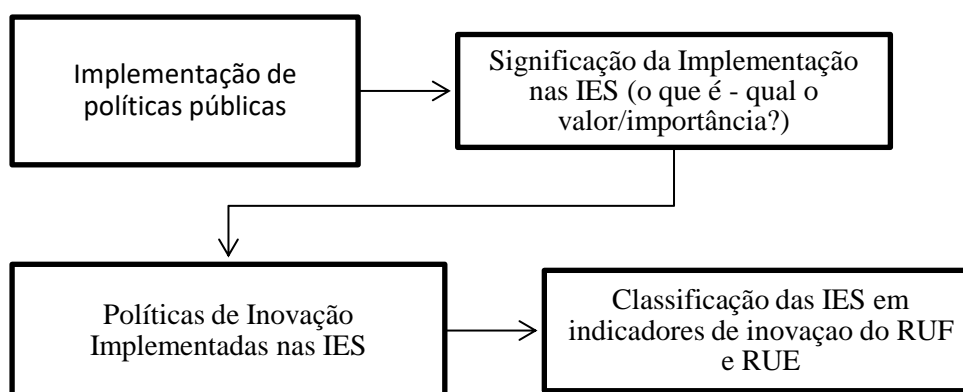 Implementação de
políticas públicas
Significação da Implementação
nas IES (o que é - qual o
valor/importância?)
Políticas de Inovação
Implementadas nas IES
Classificação das IES em
indicadores de inovaçao do RUF
e RUE